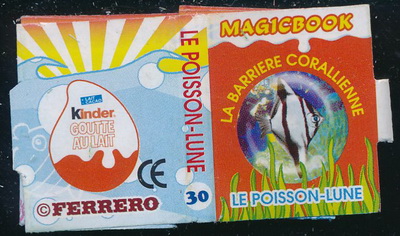 Kinder
GOUTTE
AU LAIT
CE
© FERRERO
LE POISSON-LUNE
30
MAGICBOOK
LA BARRIERE CORALLIENNE
LE POISSON-LUNE